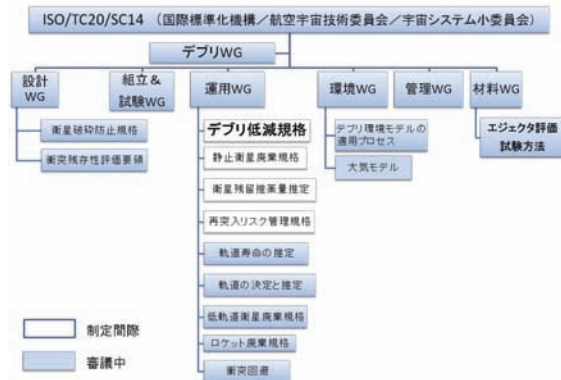 ISO/TC20/SC14 （国際標準化機構／航空宇宙技術委員会／宇宙システム小委員会）
デブリWG
設計
WG
組立＆
試験WG
運用WG
環境WG
管理WG
材料WG
衛星破砕防止規格
衝突残存性評価要領
デブリ低減規格
静止衛星廃棄規格
衛星残留推薬量推定
再突入リスク管理規格
軌道寿命の推定
軌道の決定と推定
低軌道衛星廃棄規格
ロケット廃棄規格
衝突回避
デブリ環境モデルの
適用プロセス
大気モデル
エジェクタ評価
試験方法
制定間際
審議中